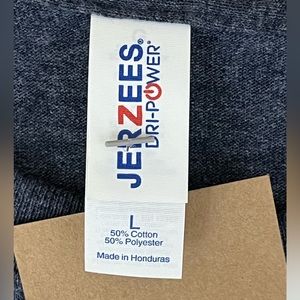 JERZEES®
DRI-POWER®
L
50% Cotton
50% Polyester
Made in Honduras